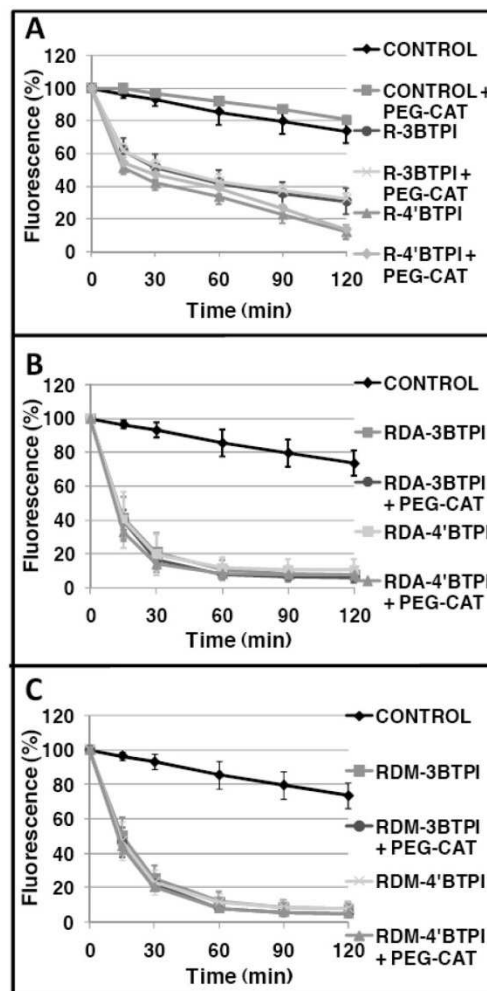 A
Fluorescence (%)
120
100
80
60
40
20
0
0 30 60 90 120
Time (min)
CONTROL
CONTROL +
PEG-CAT
R-3BTPI
R-3BTPI +
PEG-CAT
R-4'BTPI
R-4'BTPI +
PEG-CAT
B
Fluorescence (%)
120
100
80
60
40
20
0
0 30 60 90 120
Time (min)
CONTROL
RDA-3BTPI
RDA-3BTPI
+ PEG-CAT
RDA-4'BTPI
RDA-4'BTPI
+ PEG-CAT
C
Fluorescence (%)
120
100
80
60
40
20
0
0 30 60 90 120
Time (min)
CONTROL
RDM-3BTPI
RDM-3BTPI
+ PEG-CAT
RDM-4'BTPI
RDM-4'BTPI
+ PEG-CAT